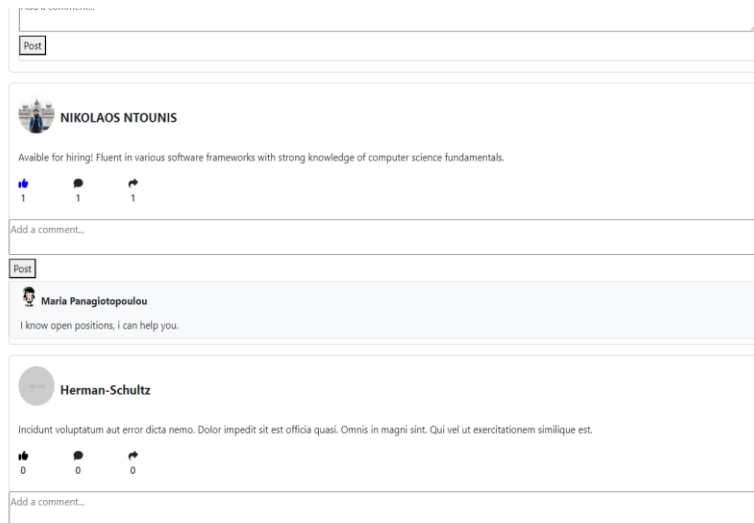 Add a comment...
Post
NIKOLAOS NTOUNIS
Avaible for hiring! Fluent in various software frameworks with strong knowledge of computer science fundamentals.
1 1 1
Add a comment...
Post
Maria Panagiotopoulou
I know open positions, i can help you.
Herman-Schultz
Incidunt voluptatum aut error dicta nemo. Dolor impedit sit est officia quasi. Omnis in magni sint. Qui vel ut exercitationem similique est.
0 0 0
Add a comment...